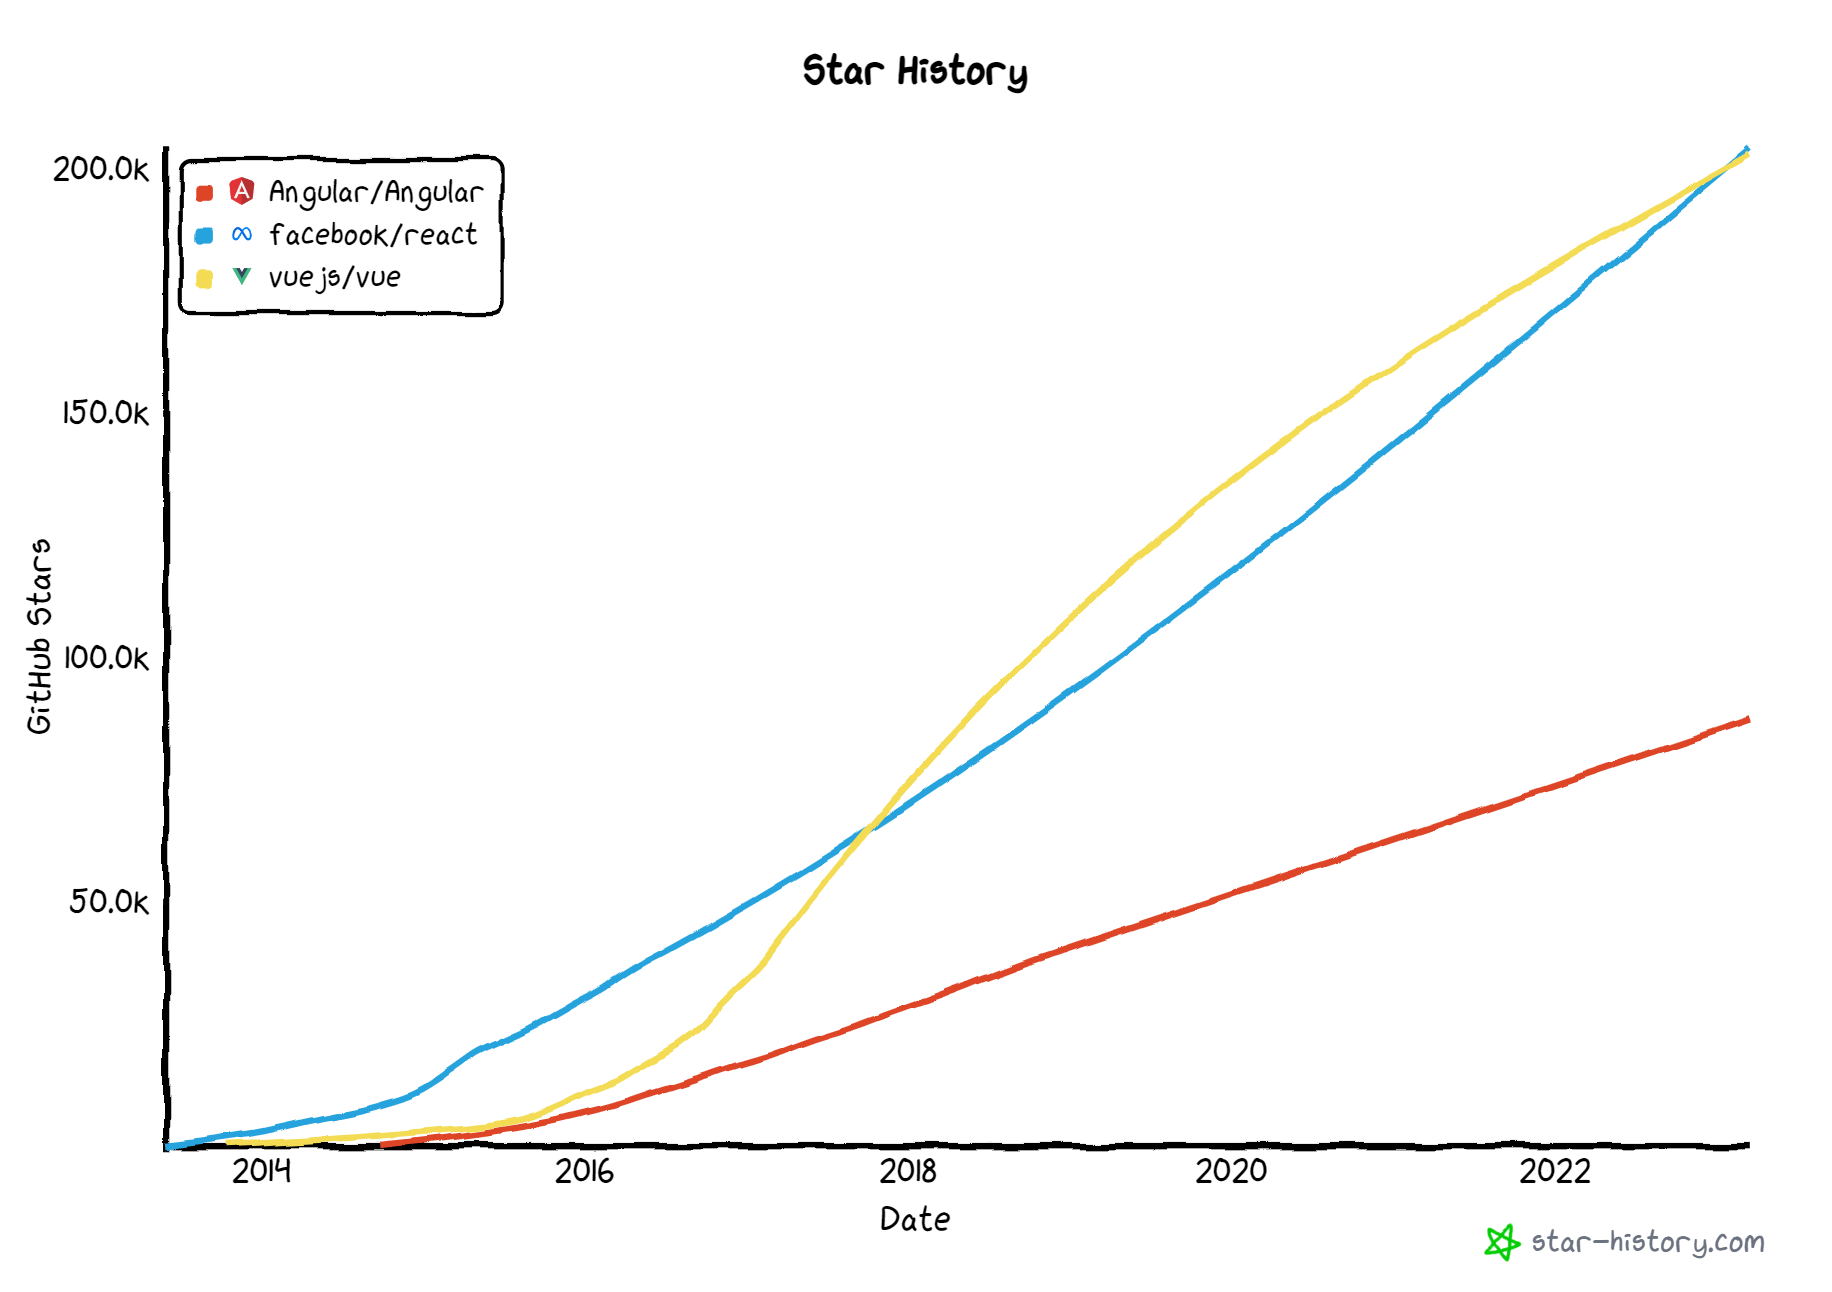 Star History
200.0k
150.0k
100.0k
50.0k
Angular/Angular
facebook/react
vuejs/vue
GitHub Stars
2014 2016 2018 2020 2022
Date
star-history.com